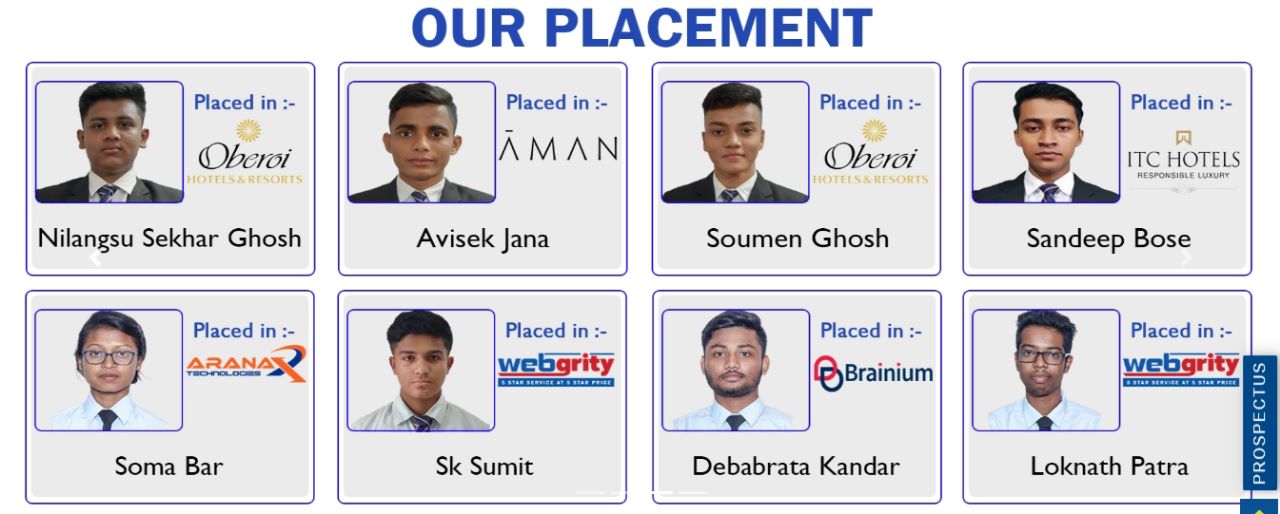 OUR PLACEMENT
Placed in :-
Oberoi
HOTELS & RESORTS
Nilangsu Sekhar Ghosh
Placed in :-
ĀMAN
Avisek Jana
Placed in :-
Oberoi
HOTELS & RESORTS
Soumen Ghosh
Placed in :-
ITC HOTELS
RESPONSIBLE LUXURY
Sandeep Bose
Placed in :-
ARANAX
TECHNOLOGIES
Soma Bar
Placed in :-
webgrity
5 STAR SERVICE AT 5 STAR PRICE
Sk Sumit
Placed in :-
Brainium
Debabrata Kandar
Placed in :-
webgrity
5 STAR SERVICE AT 5 STAR PRICE
Loknath Patra
PROSPECTUS